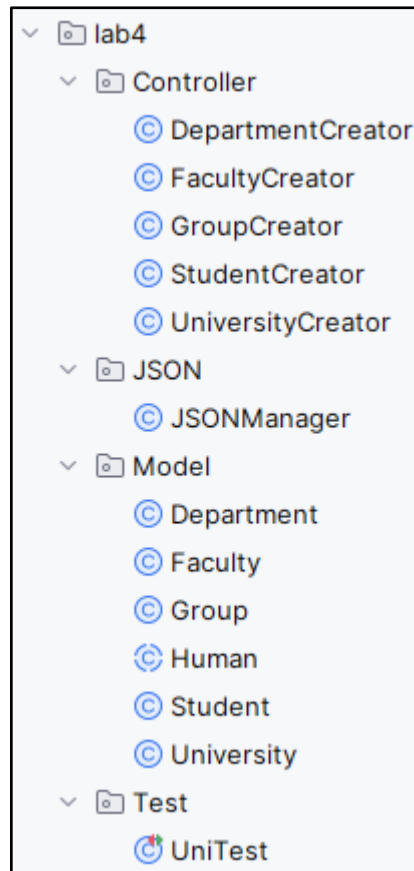 lab4
Controller
DepartmentCreator
FacultyCreator
GroupCreator
StudentCreator
UniversityCreator
JSON
JSONManager
Model
Department
Faculty
Group
Human
Student
University
Test
UniTest